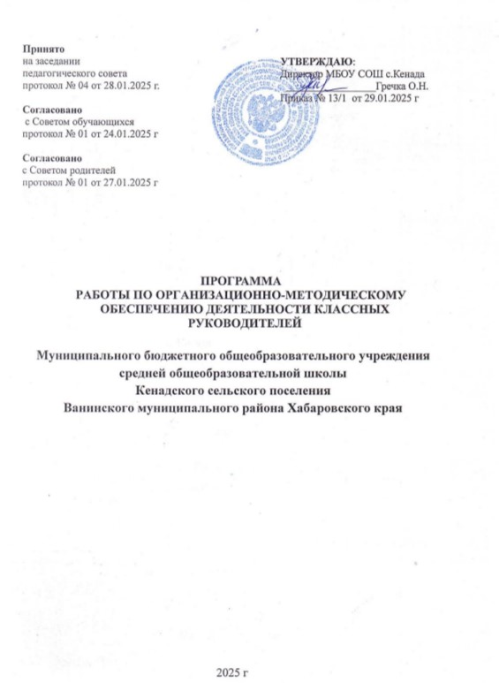 Принято
на заседании
педагогического совета
протокол № 04 от 28.01.2025 г.
Согласовано
с Советом обучающихся
протокол № 01 от 24.01.2025 г
Согласовано
с Советом родителей
протокол № 01 от 27.01.2025 г
УТВЕРЖДАЮ:
Директор МБОУ СОШ с.Кенада
Гречка О.Н.
Приказ № 13/1 от 29.01.2025 г
ПРОГРАММА
РАБОТЫ ПО ОРГАНИЗАЦИОННО-МЕТОДИЧЕСКОМУ
ОБЕСПЕЧЕНИЮ ДЕЯТЕЛЬНОСТИ КЛАССНЫХ
РУКОВОДИТЕЛЕЙ
Муниципального бюджетного общеобразовательного учреждения
средней общеобразовательной школы
Кенадского сельского поселения
Ванинского муниципального района Хабаровского края
2025 г